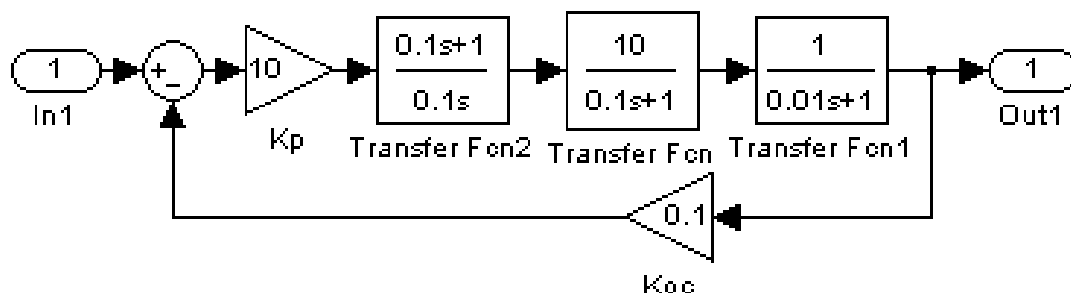 1
In1
+
−
10
Kp
0.1s+1
0.1s
Transfer Fcn2
10
0.1s+1
Transfer Fcn
1
0.01s+1
Transfer Fcn1
1
Out1
0.1
Koc